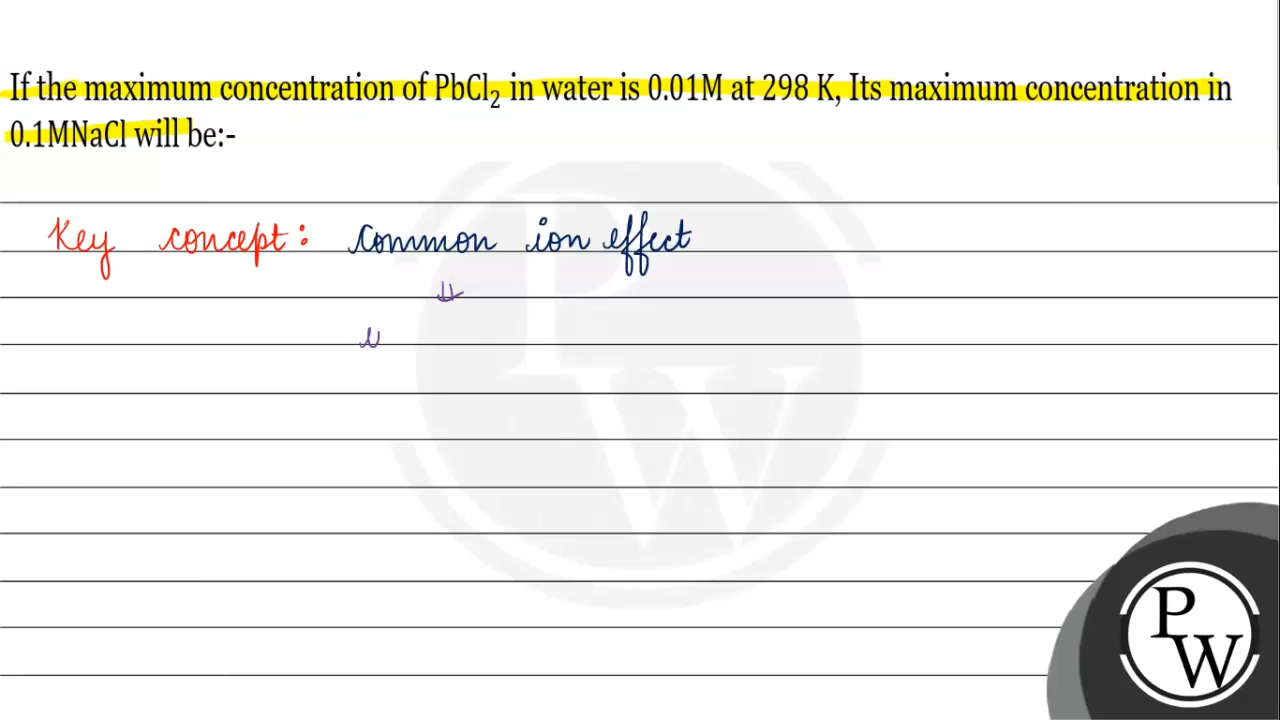 If the maximum concentration of PbCl₂ in water is 0.01M at 298 K, Its maximum concentration in
0.1MNaCl will be:-
Key concept: Common ion effect
P
W
P
W